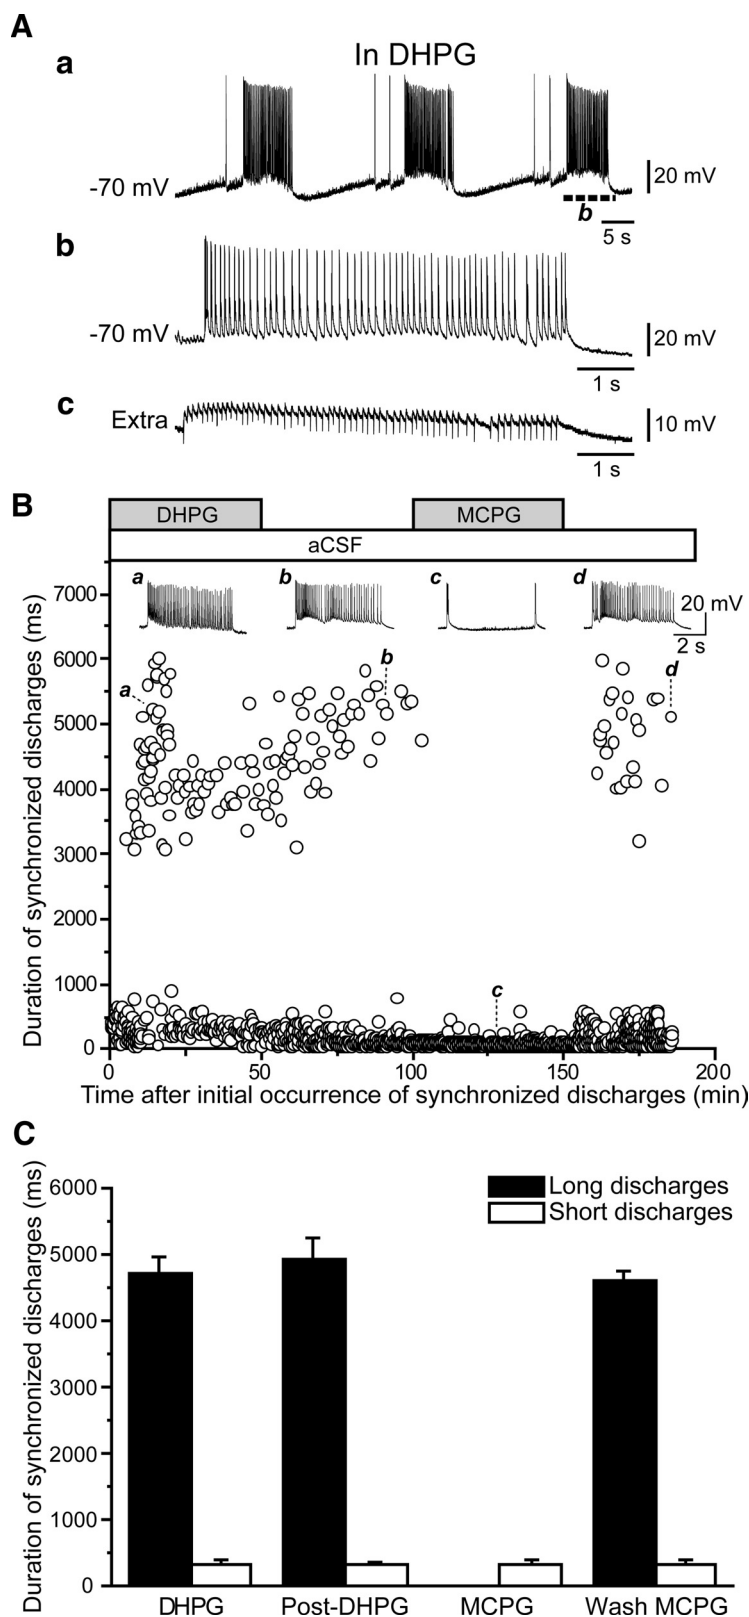 A
In DHPG
a
-70 mV
20 mV
b
5 s
b
-70 mV
20 mV
1 s
c
Extra
10 mV
1 s
B
DHPG
MCPG
aCSF
Duration of synchronized discharges (ms)
7000
6000
5000
4000
3000
2000
1000
0
a
b
c
d
20 mV
2 s
a
b
d
c
0
50
100
150
200
Time after initial occurrence of synchronized discharges (min)
C
Duration of synchronized discharges (ms)
6000
5000
4000
3000
2000
1000
0
Long discharges
Short discharges
DHPG
Post-DHPG
MCPG
Wash MCPG